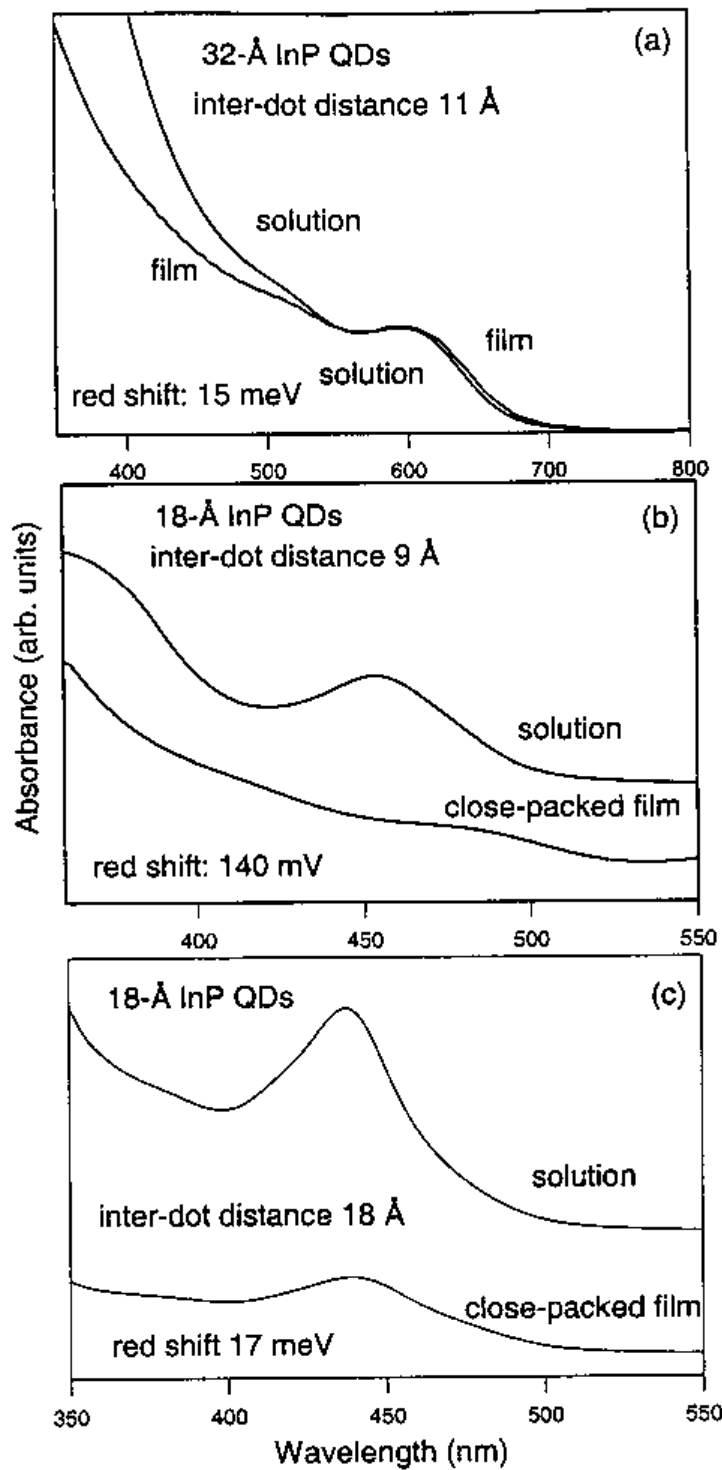 (a)
32-Å InP QDs
inter-dot distance 11 Å
solution
film
film
solution
red shift: 15 meV
400 500 600 700 800
18-Å InP QDs
(b)
inter-dot distance 9 Å
Absorbance (arb. units)
solution
close-packed film
red shift: 140 mV
400 450 500 550
18-Å InP QDs
(c)
solution
inter-dot distance 18 Å
close-packed film
red shift 17 meV
350 400 450 500 550
Wavelength (nm)